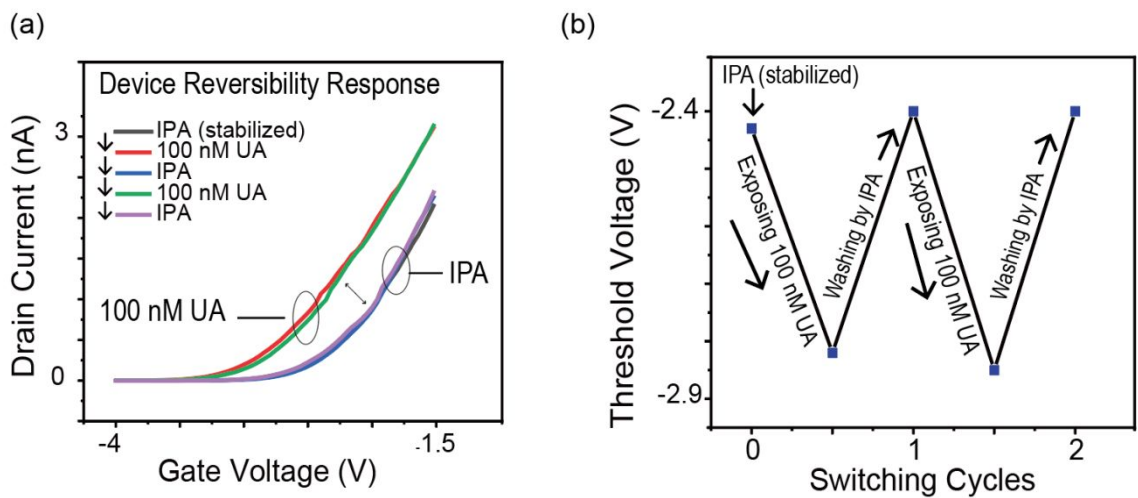 (a)
Device Reversibility Response
IPA (stabilized)
100 nM UA
IPA
100 nM UA
IPA
3
0
Drain Current (nA)
100 nM UA
IPA
-4
-1.5
Gate Voltage (V)
(b)
IPA (stabilized)
-2.4
-2.9
Threshold Voltage (V)
Exposing 100 nM UA
Washing by IPA
Exposing 100 nM UA
Washing by IPA
0
1
2
Switching Cycles